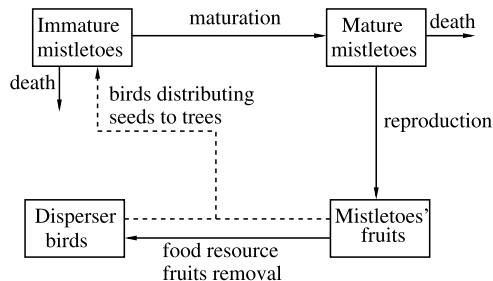 Immature
mistletoes
maturation
Mature
mistletoes
death
death
birds distributing
seeds to trees
reproduction
Disperser
birds
Mistletoes'
fruits
food resource
fruits removal